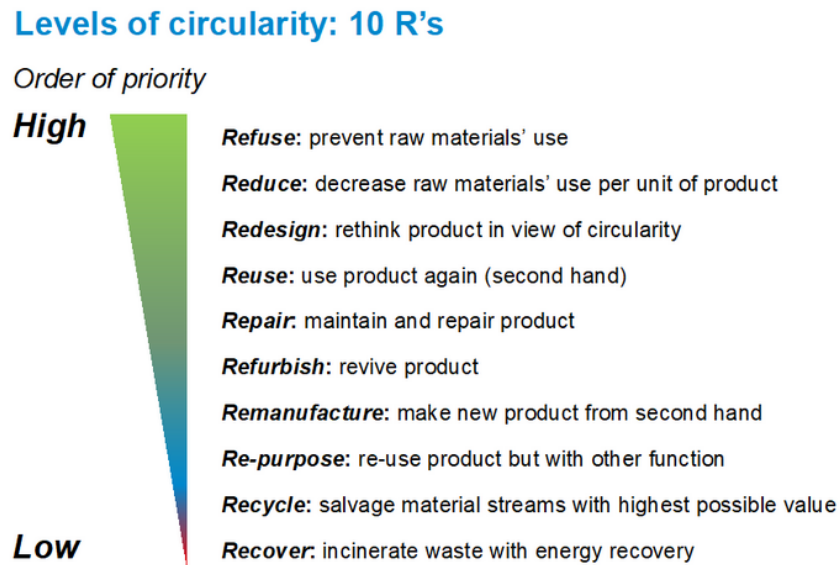 Levels of circularity: 10 R's
Order of priority
High
Refuse: prevent raw materials' use
Reduce: decrease raw materials' use per unit of product
Redesign: rethink product in view of circularity
Reuse: use product again (second hand)
Repair: maintain and repair product
Refurbish: revive product
Remanufacture: make new product from second hand
Re-purpose: re-use product but with other function
Recycle: salvage material streams with highest possible value
Low
Recover: incinerate waste with energy recovery